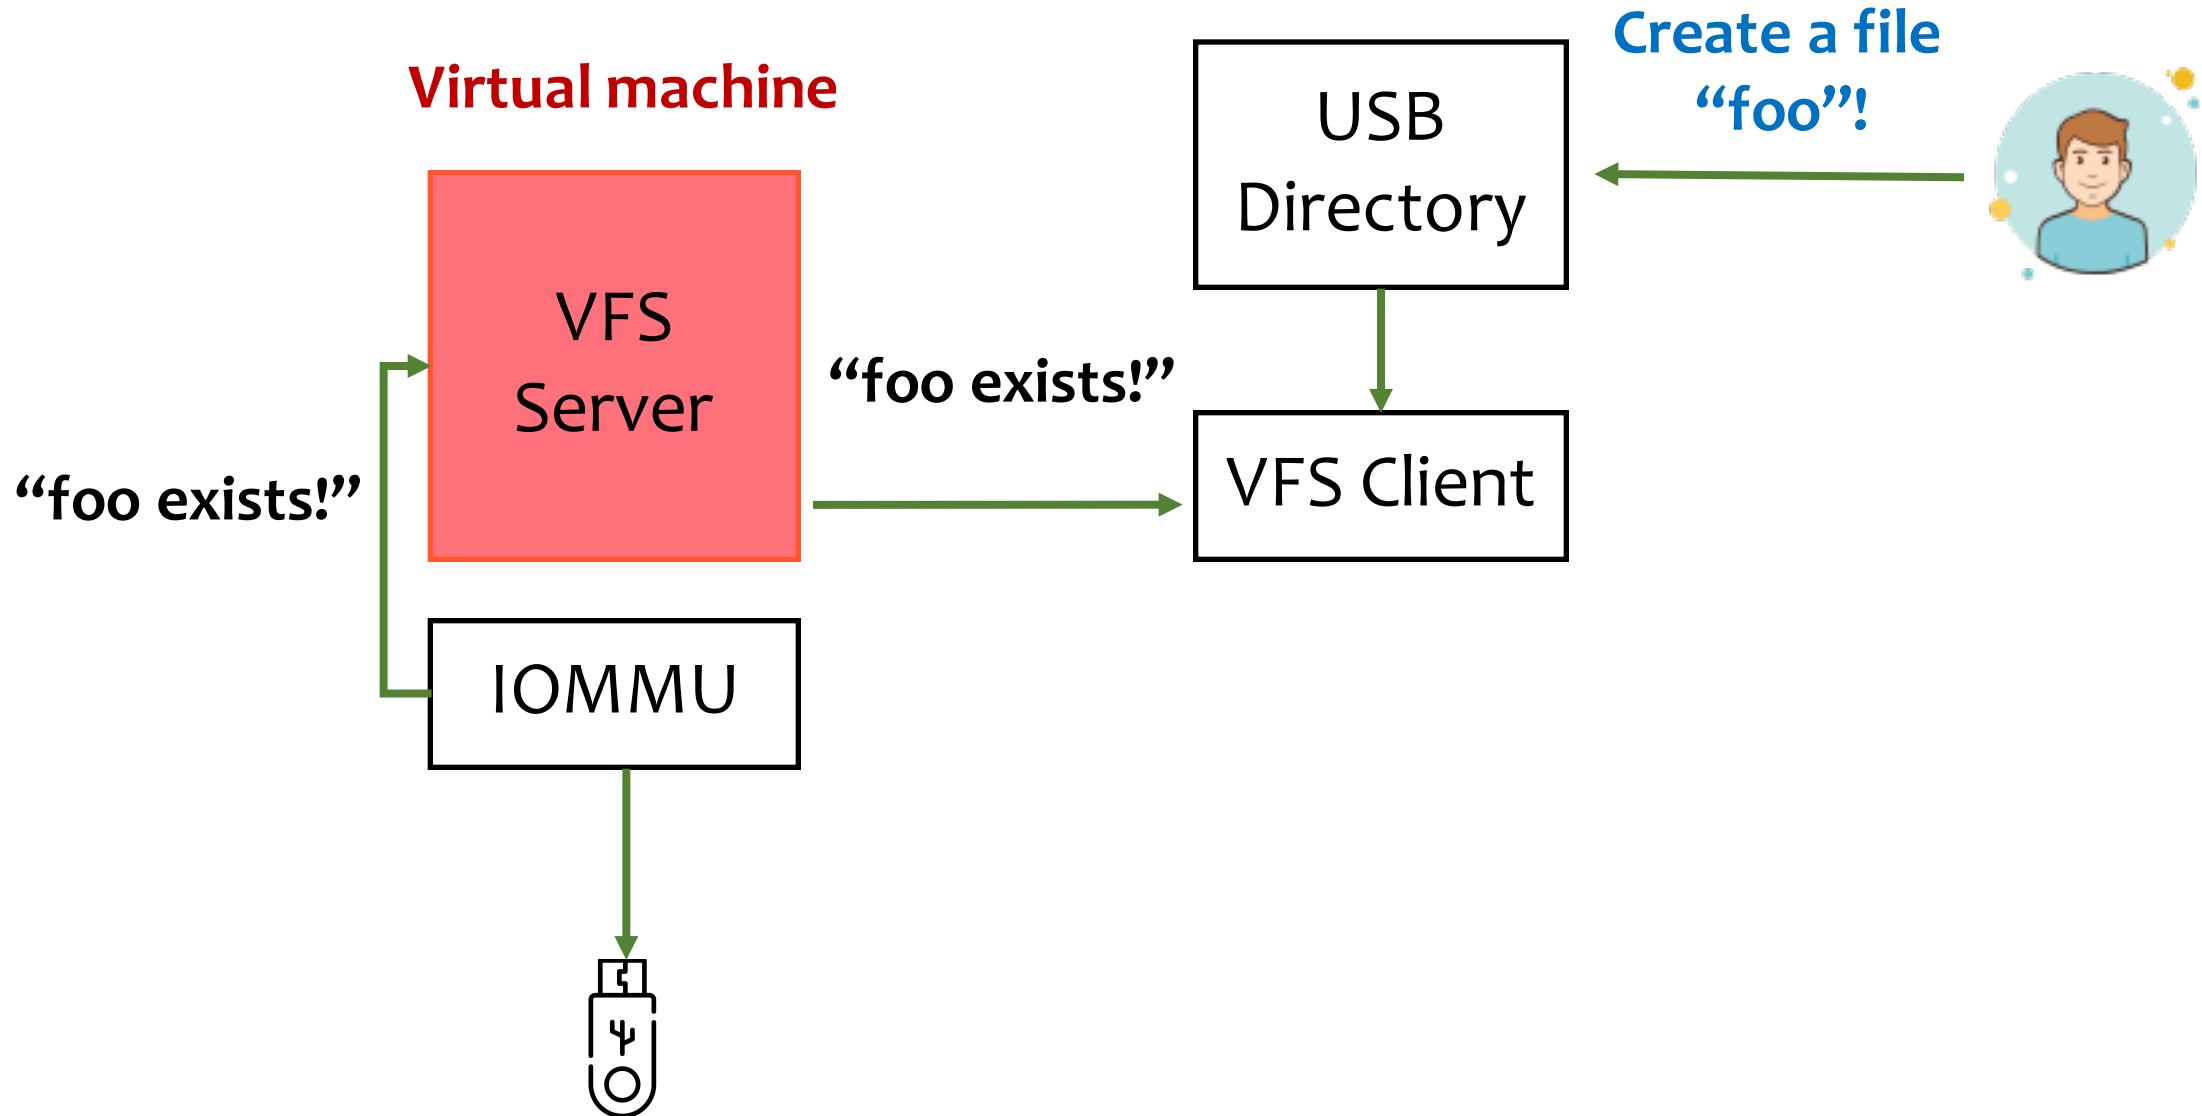 Create a file
“foo”!
Virtual machine
USB
Directory
VFS
Server
“foo exists!”
“foo exists!”
VFS Client
IOMMU